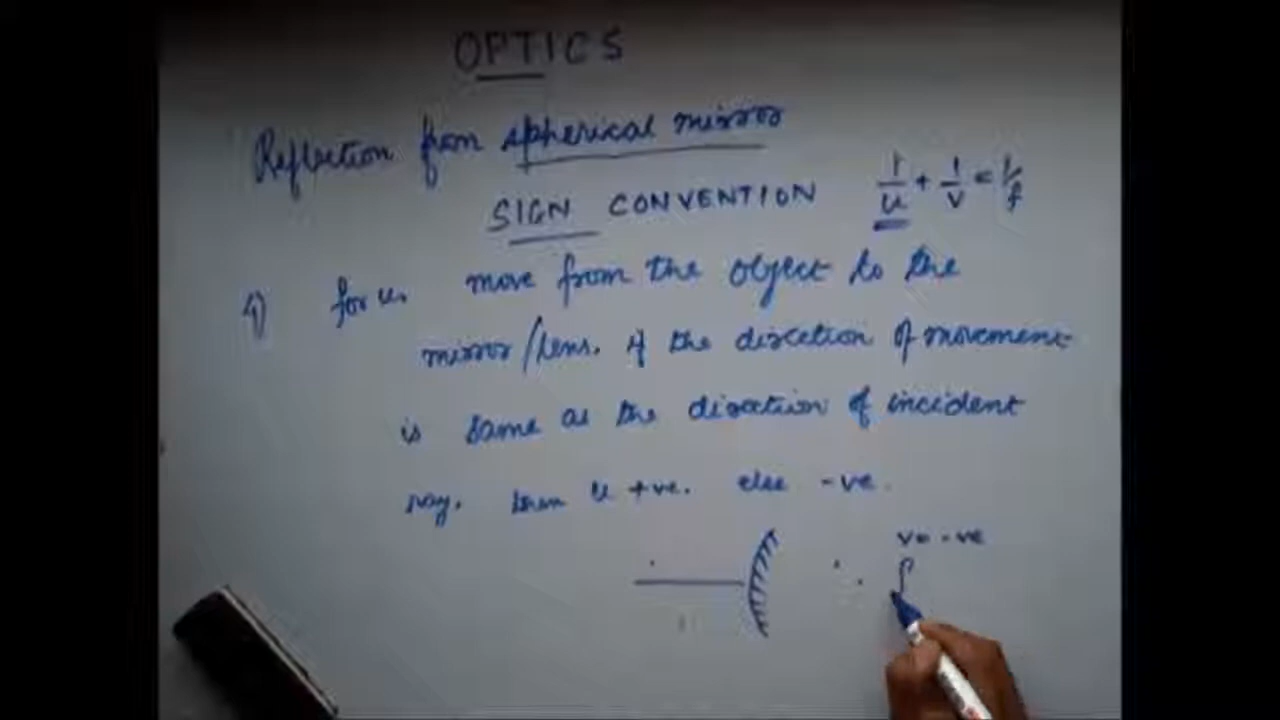 OPTICS
Reflection from spherical mirror
SIGN CONVENTION 1/u + 1/v = 1/f
1) for u. move from the object to the
mirror/lens. if the direction of movement
is same as the direction of incident
ray. then u +ve. else -ve.
ve -ve
f